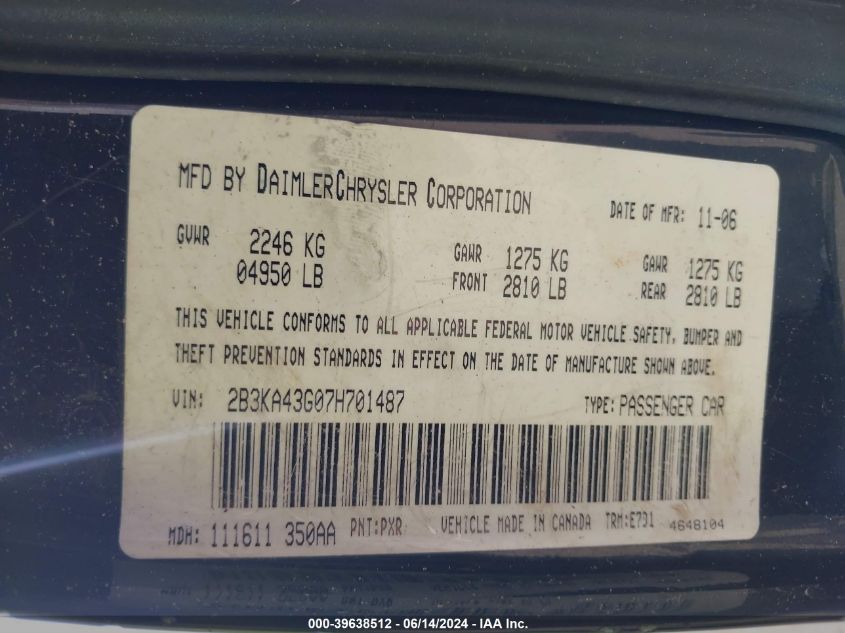 MFD BY DAIMLERCHRYSLER CORPORATION DATE OF MFR: 11-06
GVWR 2246 KG GAWR 1275 KG GAWR 1275 KG
04950 LB FRONT 2810 LB REAR 2810 LB
THIS VEHICLE CONFORMS TO ALL APPLICABLE FEDERAL MOTOR VEHICLE SAFETY, BUMPER AND
THEFT PREVENTION STANDARDS IN EFFECT ON THE DATE OF MANUFACTURE SHOWN ABOVE.
VIN: 2B3KA43G07H701487 TYPE: PASSENGER CAR
MDH: 111611 350AA PNT:PXR VEHICLE MADE IN CANADA TRM:E7D1 4648104
000-39638512 - 06/14/2024 - IAA Inc.